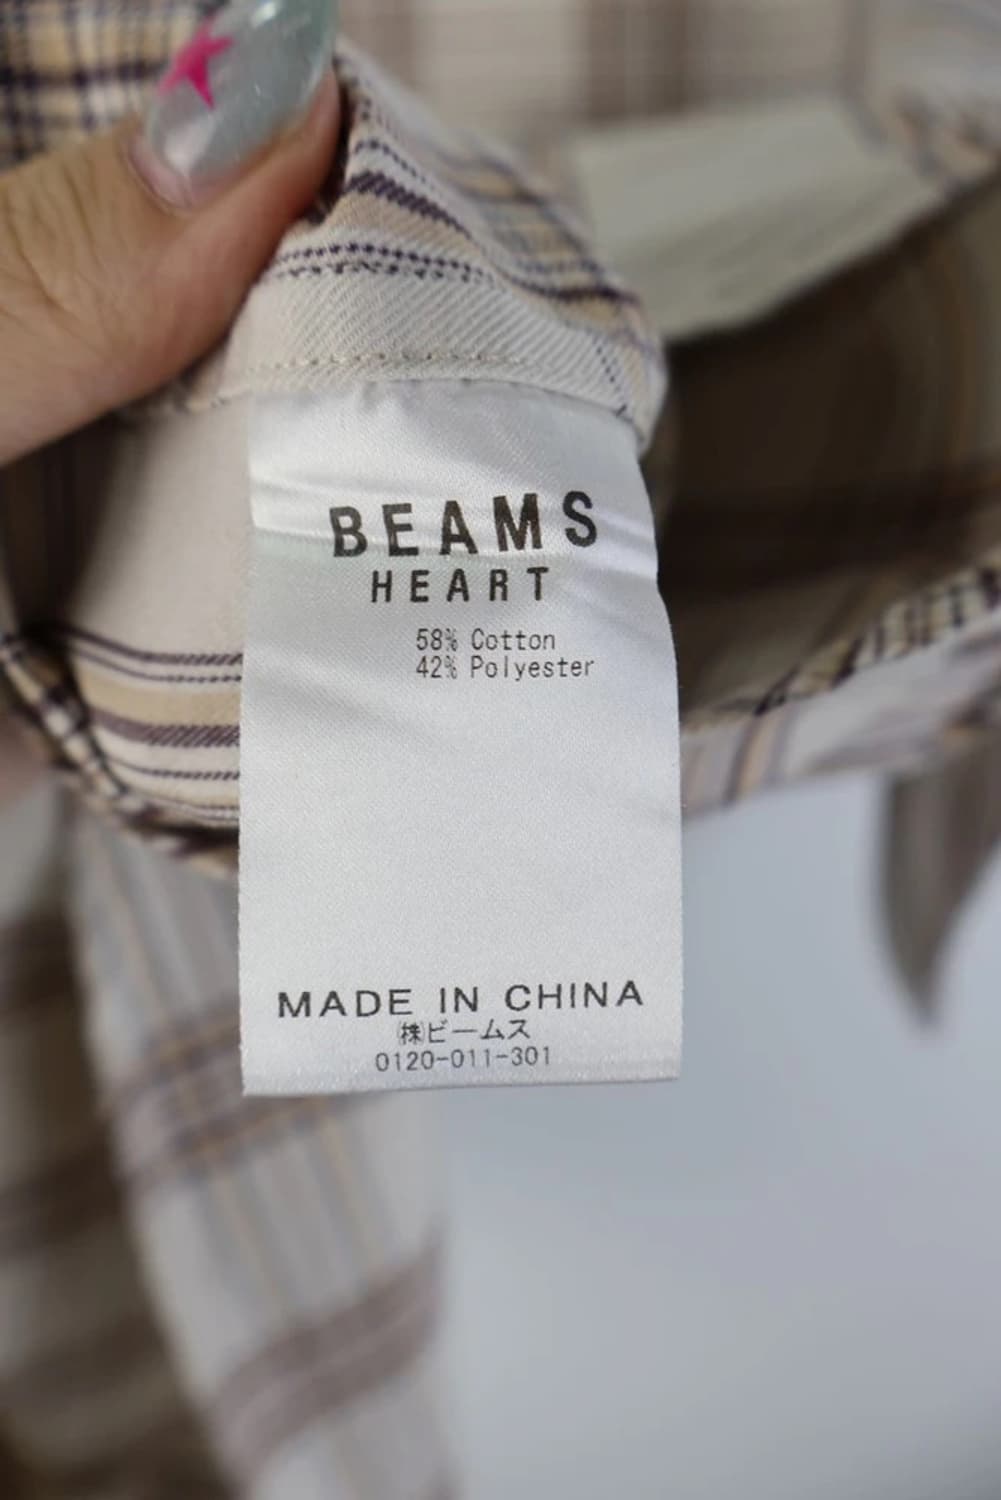 BEAMS
HEART
58% Cotton
42% Polyester
MADE IN CHINA
㈱ビームス
0120-011-301